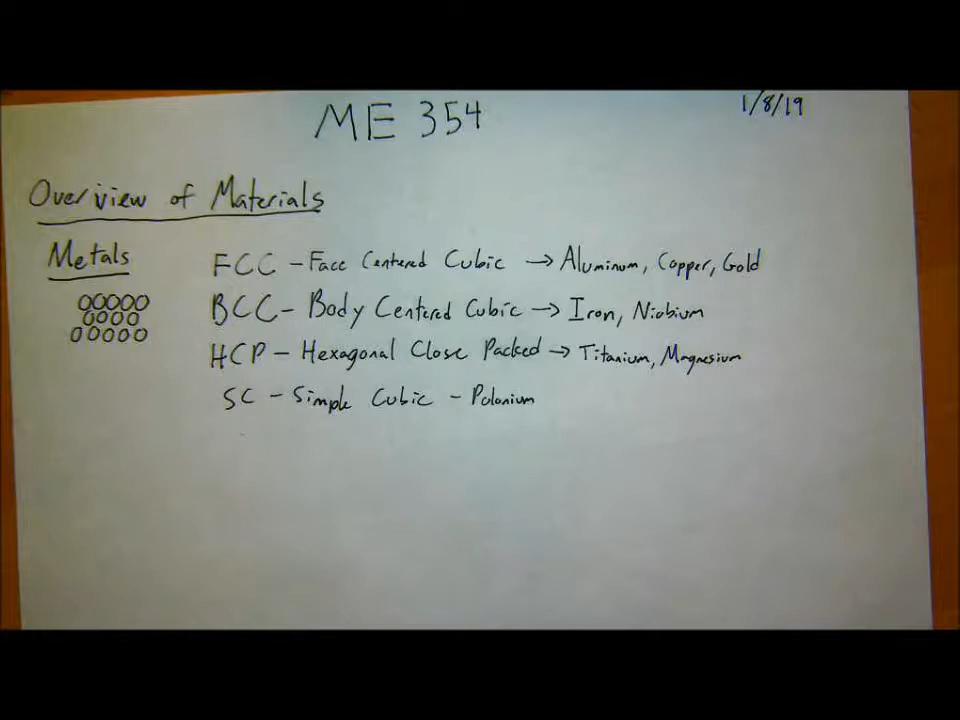 ME 354
1/8/19
Overview of Materials
Metals
FCC - Face Centered Cubic → Aluminum, Copper, Gold
BCC - Body Centered Cubic → Iron, Niobium
HCP - Hexagonal Close Packed → Titanium, Magnesium
SC - Simple Cubic - Polonium